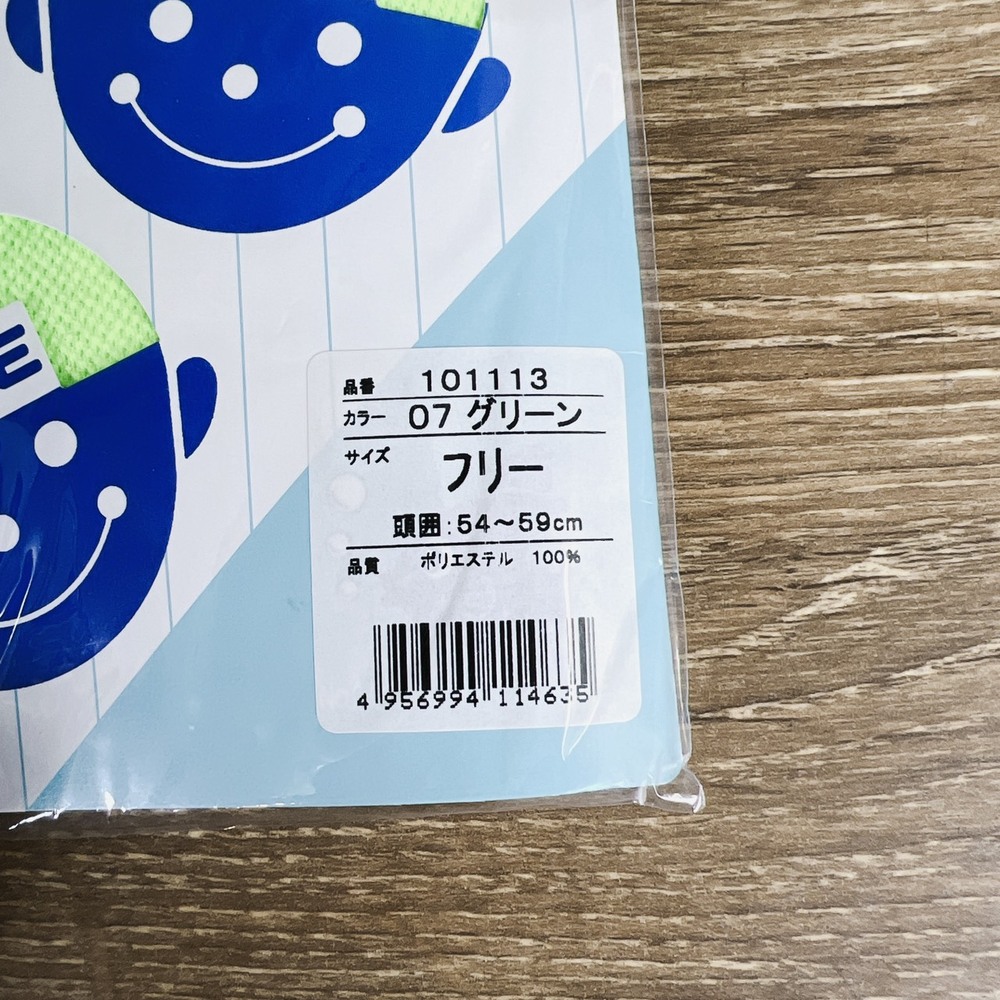 E
品番 101113
カラー 07 グリーン
サイズ フリー
頭囲:54～59cm
品質 ポリエステル 100%
4 956994 114635